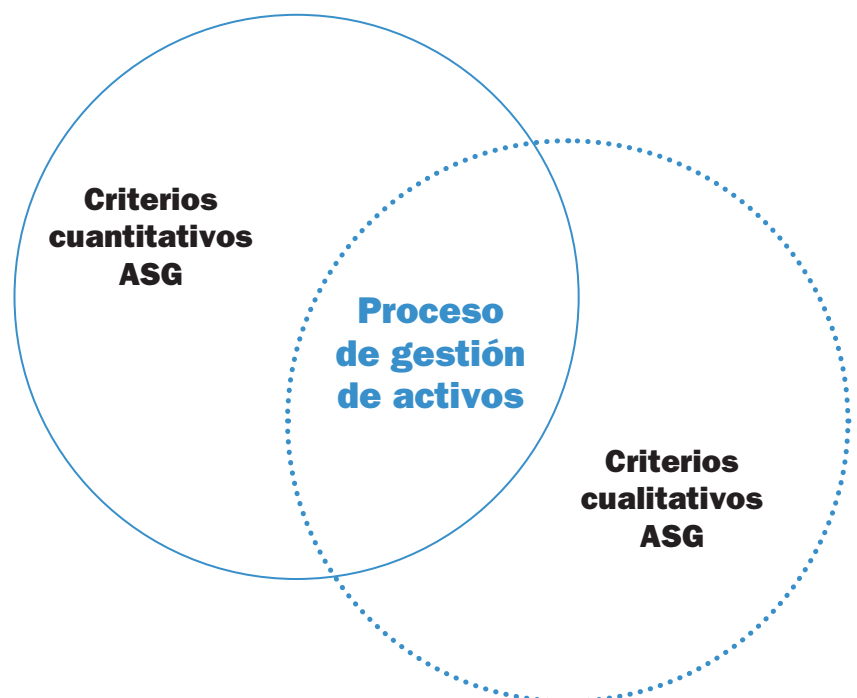 Criterios
cuantitativos
ASG
Proceso
de gestión
de activos
Criterios
cualitativos
ASG